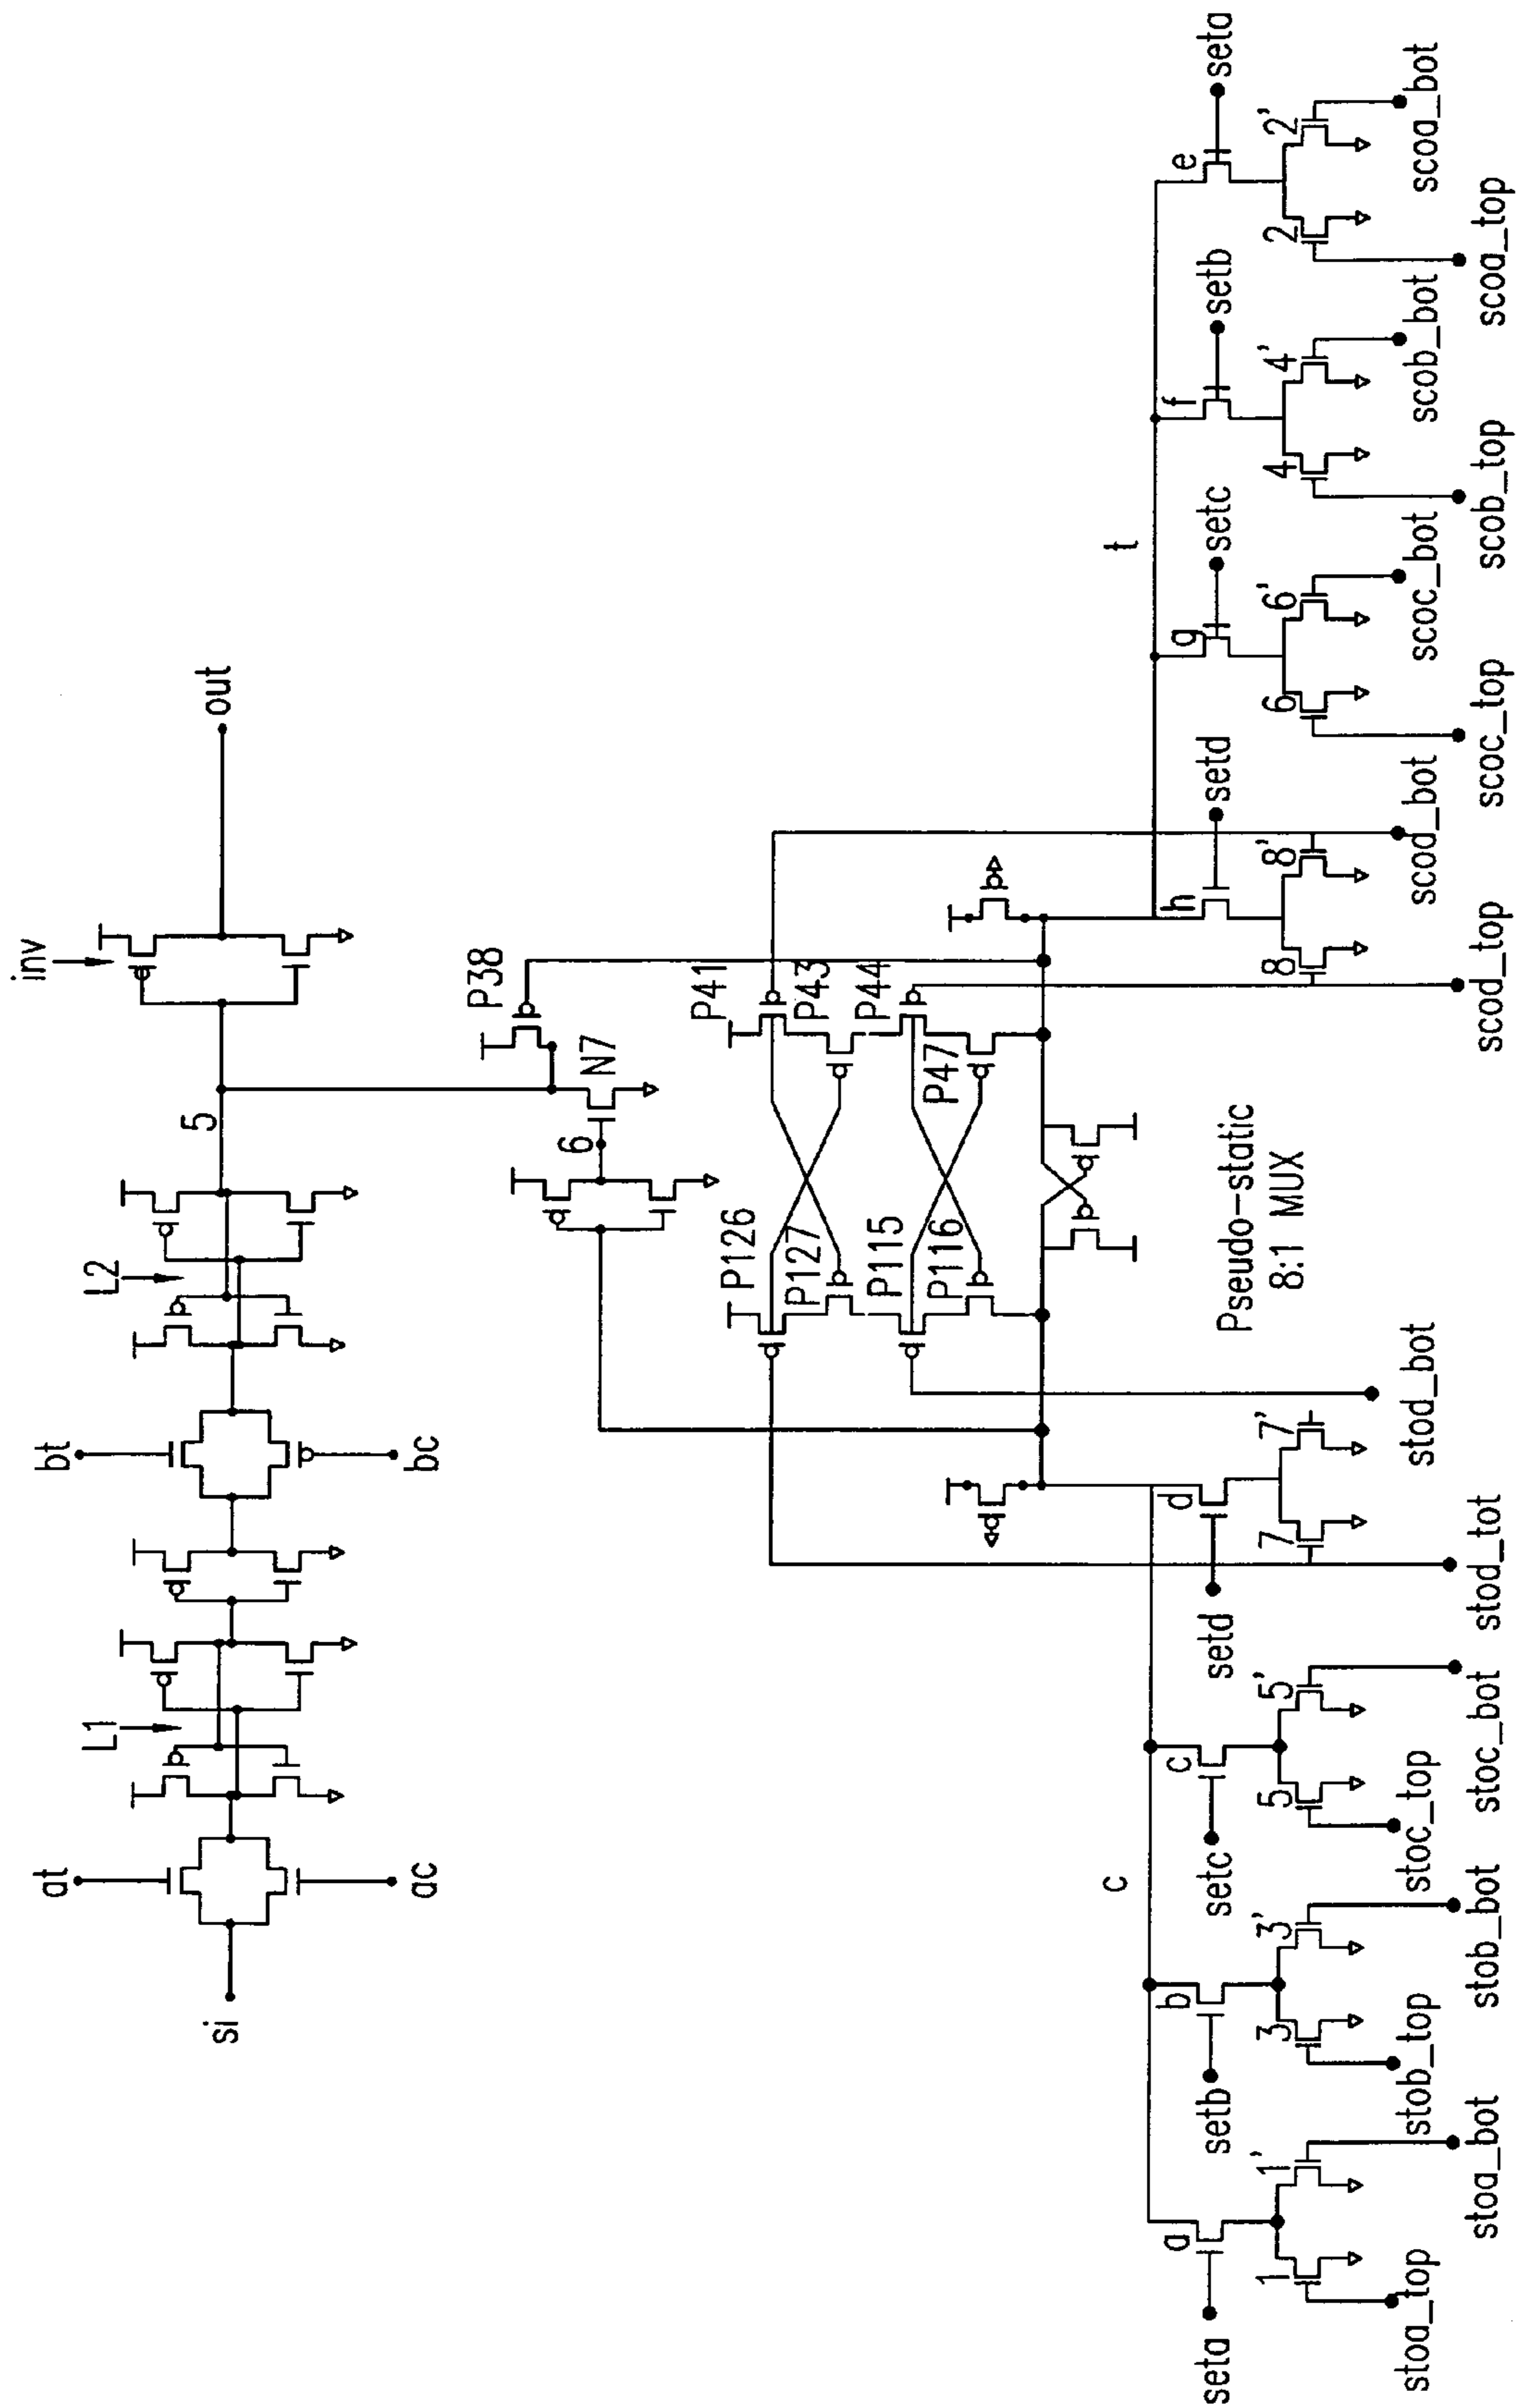 inv
out
L2
5
bt
bc
L1
at
ac
si
P38
N7
6
P41
P43
P44
P47
P126
P127
P115
P116
Pseudo-static
8:1 MUX
c
t
seta
a
1
1'
stoa_top
stoa_bot
setb
b
3
3'
stob_top
stob_bot
setc
c
5
5'
stoc_top
stoc_bot
setd
d
7
7'
stod_tot
stod_bot
h
setd
8
8'
scod_top
scod_bot
g
setc
6
6'
scoc_top
scoc_bot
f
setb
4
4'
scob_top
scob_bot
e
seta
2
2'
scoa_top
scoa_bot